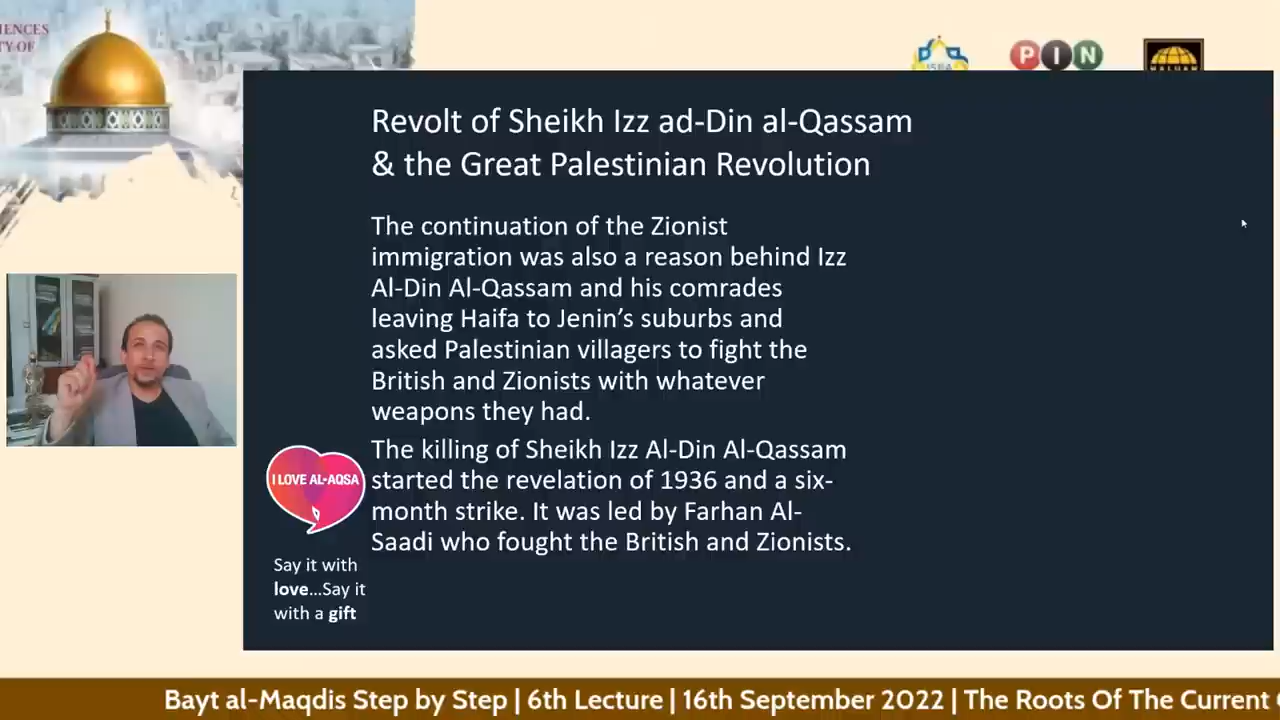 IENCES
TY OF
PIN
Revolt of Sheikh Izz ad-Din al-Qassam
& the Great Palestinian Revolution
The continuation of the Zionist
immigration was also a reason behind Izz
Al-Din Al-Qassam and his comrades
leaving Haifa to Jenin’s suburbs and
asked Palestinian villagers to fight the
British and Zionists with whatever
weapons they had.
The killing of Sheikh Izz Al-Din Al-Qassam
started the revelation of 1936 and a six-
month strike. It was led by Farhan Al-
Saadi who fought the British and Zionists.
I LOVE AL-AQSA
Say it with
love...Say it
with a gift
Bayt al-Maqdis Step by Step | 6th Lecture | 16th September 2022 | The Roots Of The Current